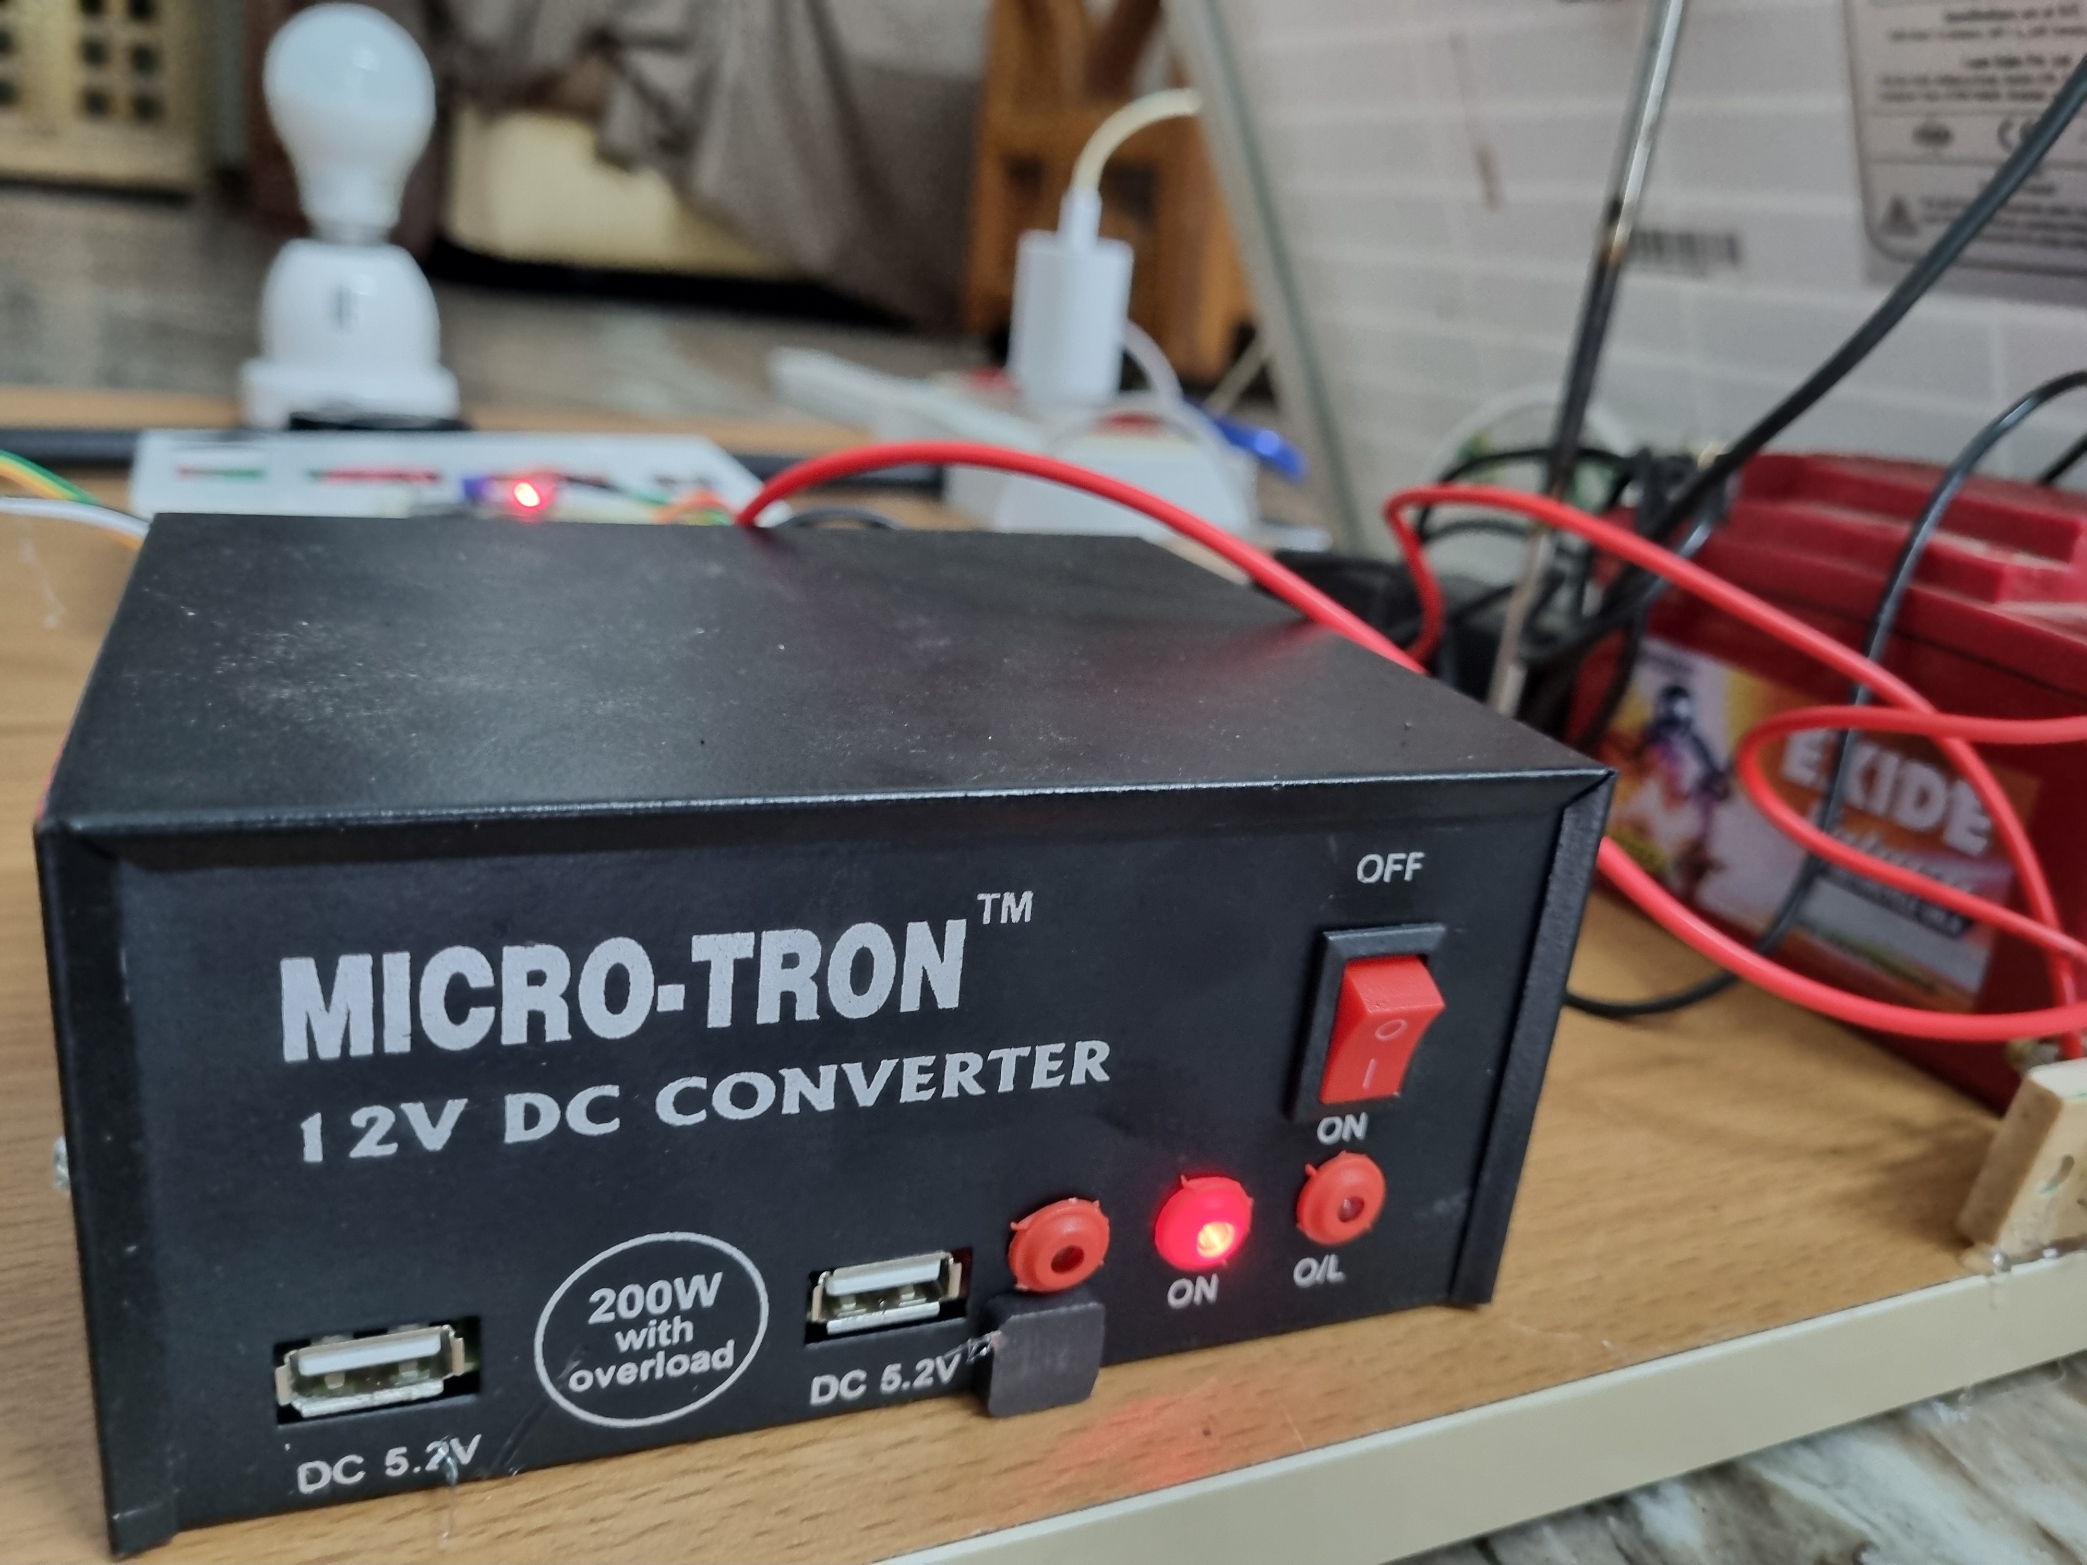 MICRO-TRON™
12V DC CONVERTER
OFF
O
I
ON
ON
O/L
200W
with
overload
DC 5.2V
DC 5.2V
EXIDE